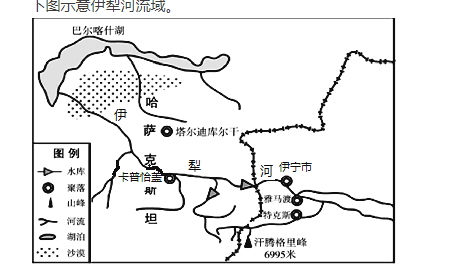 下图示意伊犁河流域。
巴尔喀什湖
伊
哈
萨
克
斯
坦
塔尔迪库尔干
卡普恰盖
犁
河
伊宁市
雅马渡
特克斯
汗腾格里峰
6995米
图例
水库
聚落
山峰
河流
湖泊
沙漠